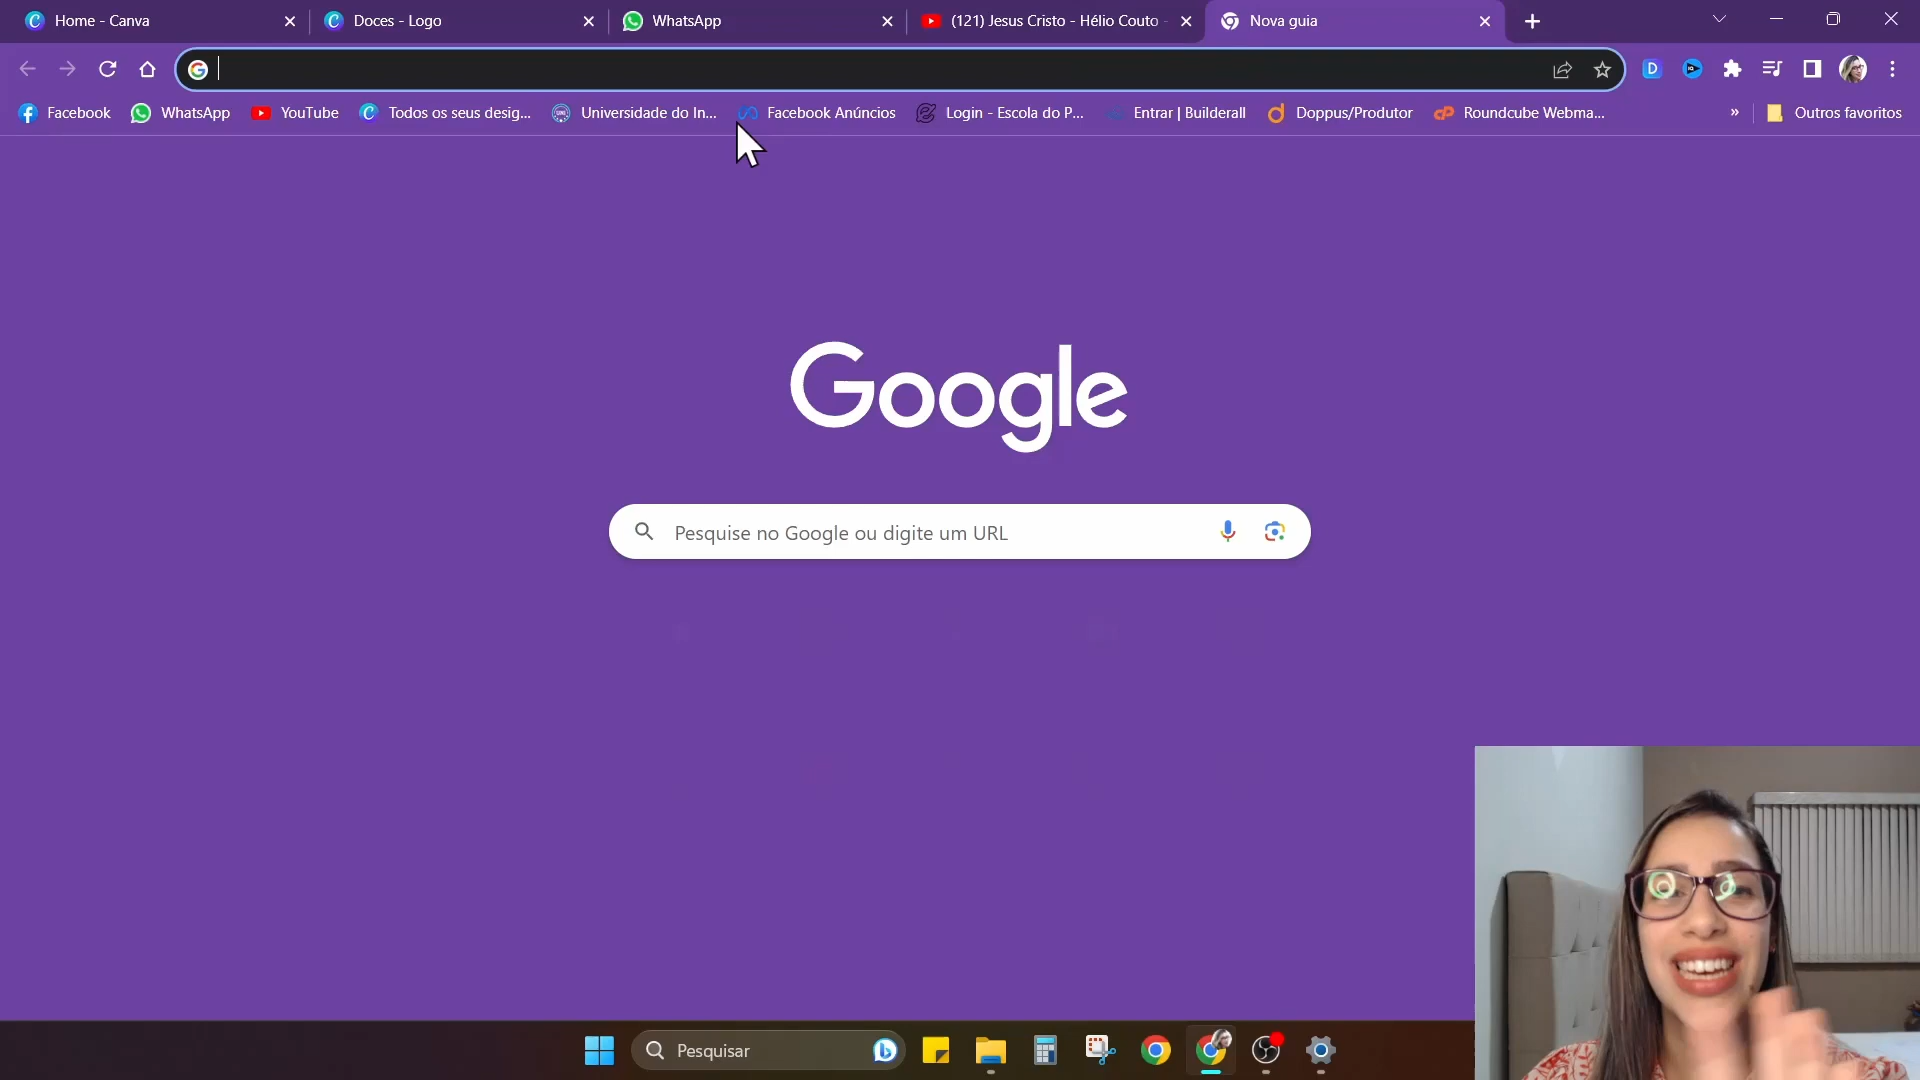 Home - Canva
Doces - Logo
WhatsApp
(121) Jesus Cristo - Hélio Couto -
Nova guia
Facebook
WhatsApp
YouTube
Todos os seus desig...
Universidade do In...
Facebook Anúncios
Login - Escola do P...
Entrar | Builderall
Doppus/Produtor
Roundcube Webma...
»
Outros favoritos
Google
Pesquise no Google ou digite um URL
Pesquisar